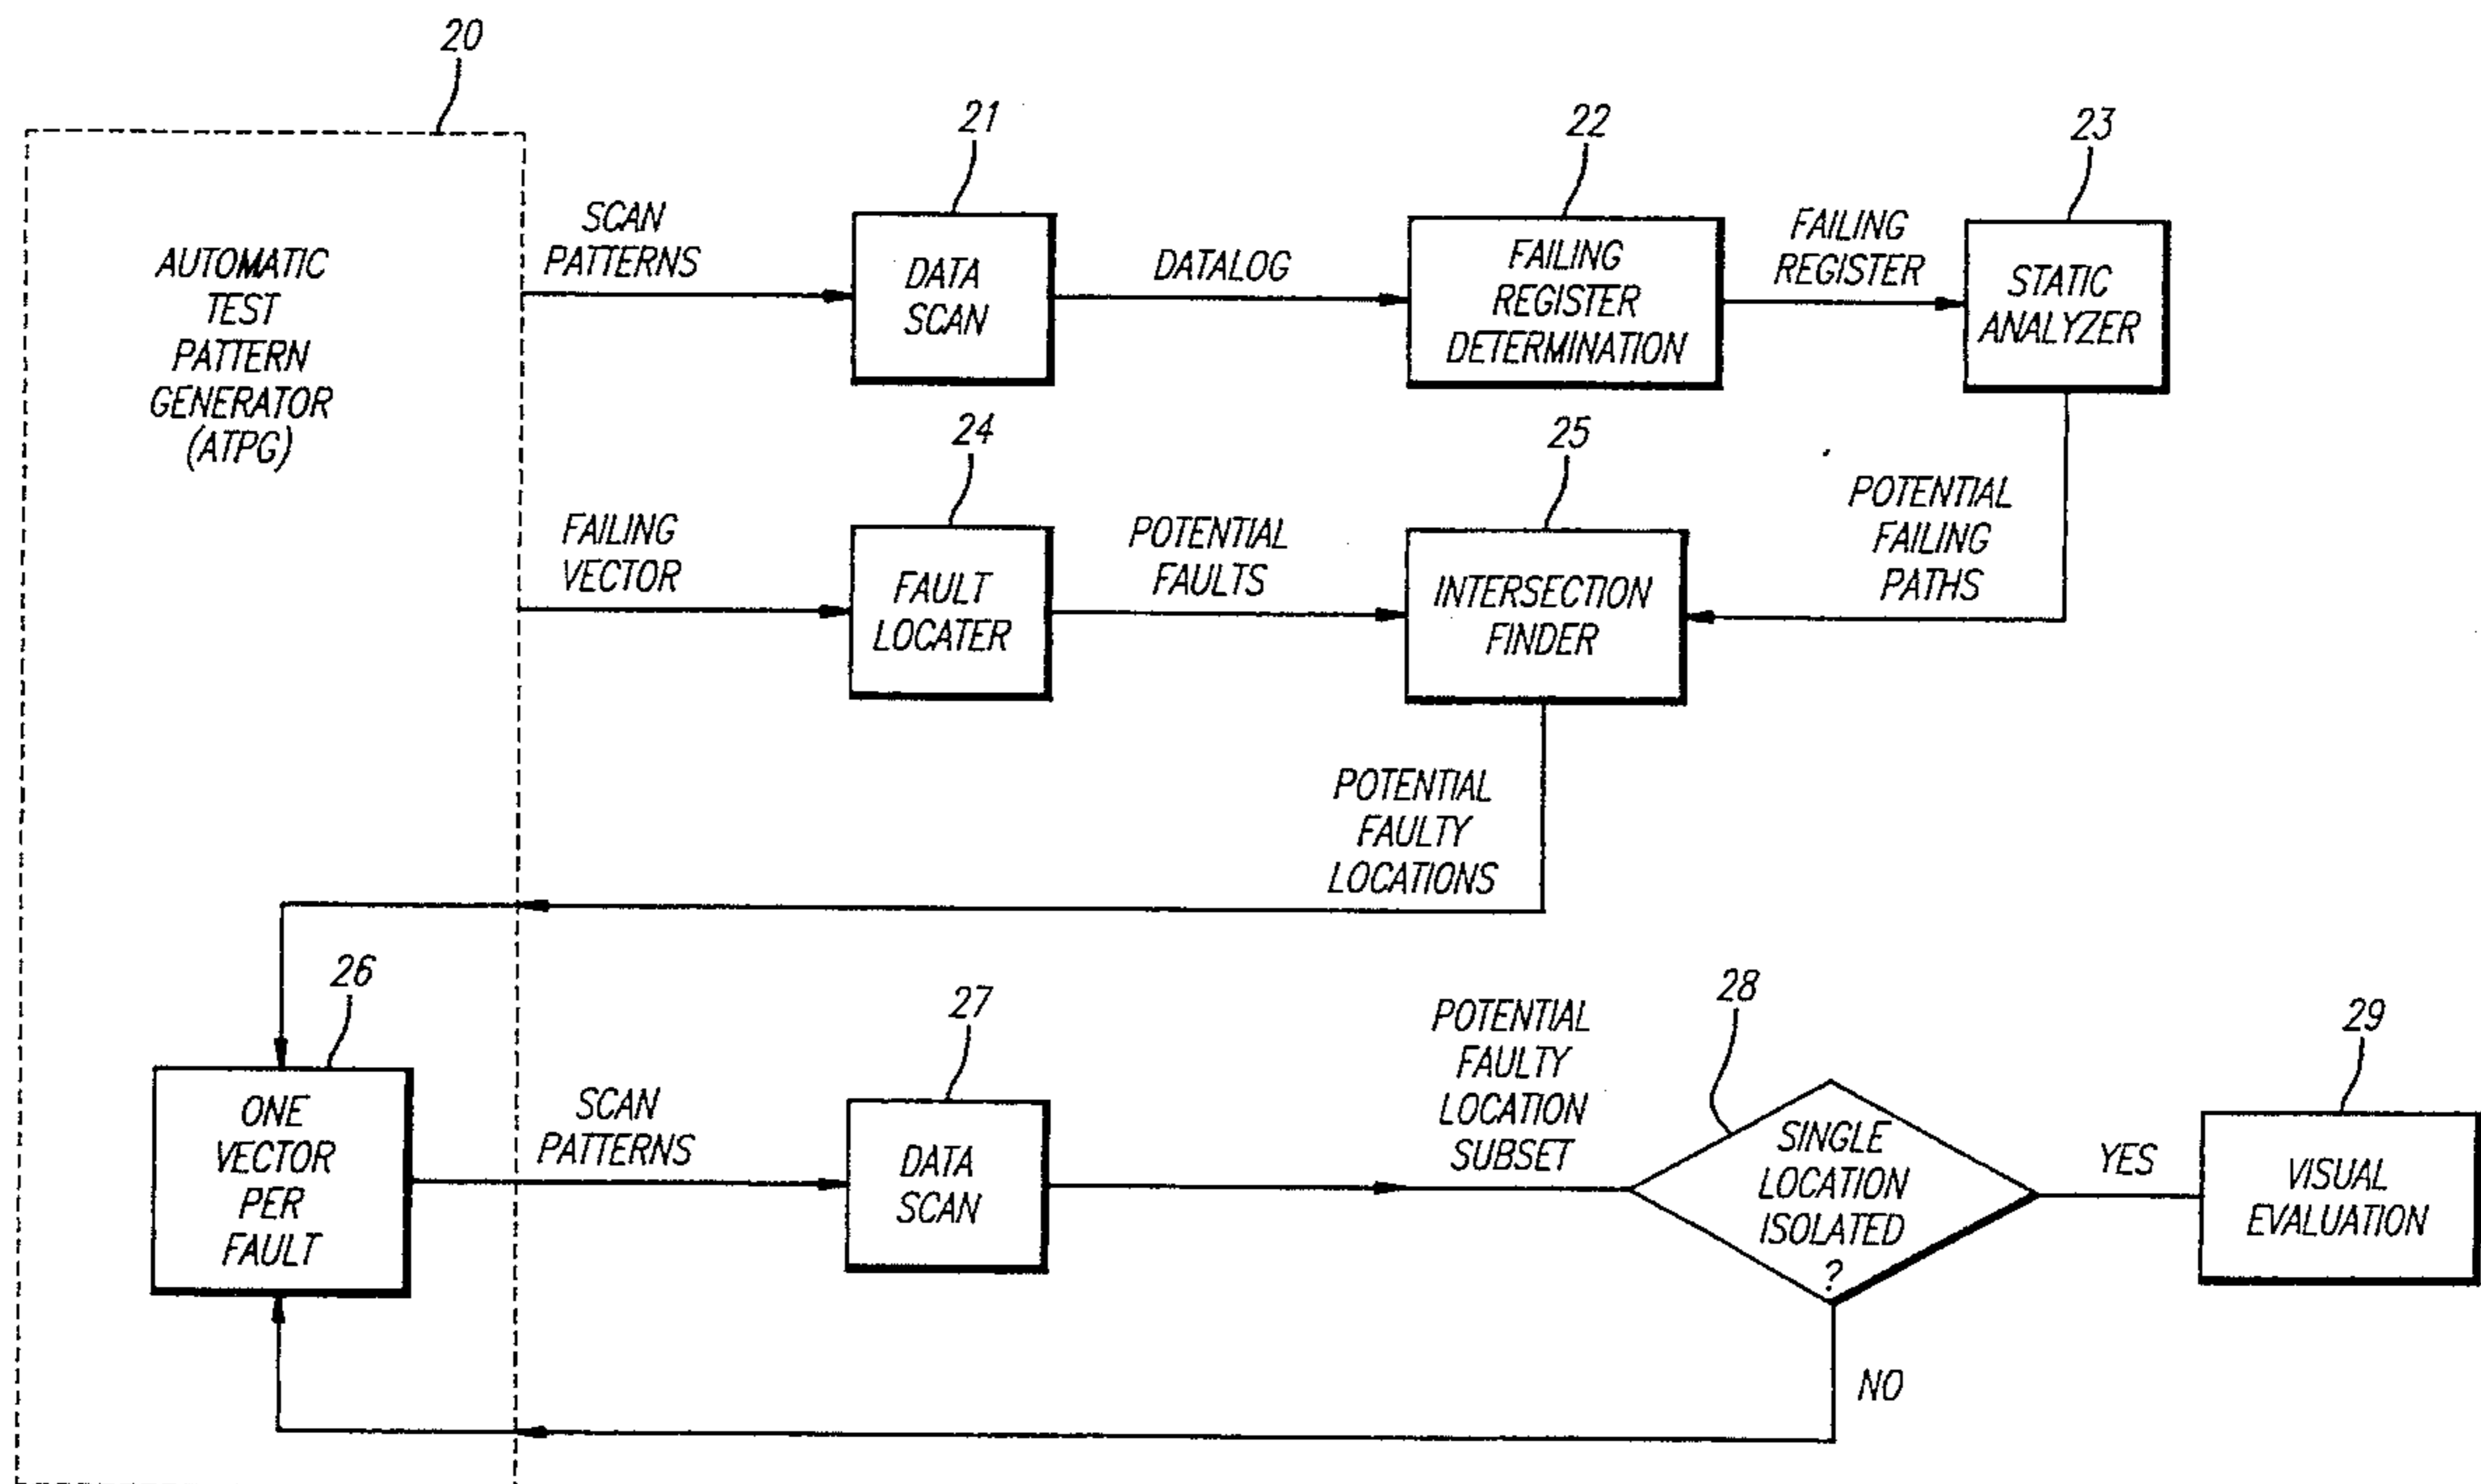 20
AUTOMATIC
TEST
PATTERN
GENERATOR
(ATPG)
SCAN
PATTERNS
21
DATA
SCAN
DATALOG
22
FAILING
REGISTER
DETERMINATION
FAILING
REGISTER
23
STATIC
ANALYZER
FAILING
VECTOR
24
FAULT
LOCATER
POTENTIAL
FAULTS
25
INTERSECTION
FINDER
POTENTIAL
FAILING
PATHS
POTENTIAL
FAULTY
LOCATIONS
26
ONE
VECTOR
PER
FAULT
SCAN
PATTERNS
27
DATA
SCAN
POTENTIAL
FAULTY
LOCATION
SUBSET
28
SINGLE
LOCATION
ISOLATED
?
YES
29
VISUAL
EVALUATION
NO